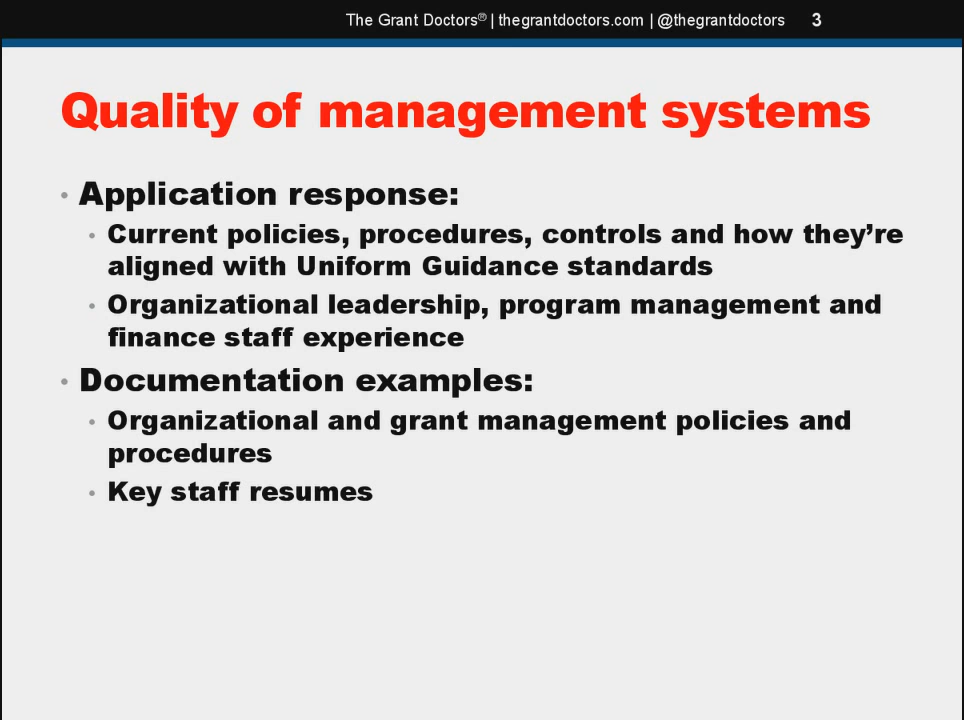 The Grant Doctors® | thegrantdoctors.com | @thegrantdoctors 3
Quality of management systems
• Application response:
• Current policies, procedures, controls and how they’re
aligned with Uniform Guidance standards
• Organizational leadership, program management and
finance staff experience
• Documentation examples:
• Organizational and grant management policies and
procedures
• Key staff resumes